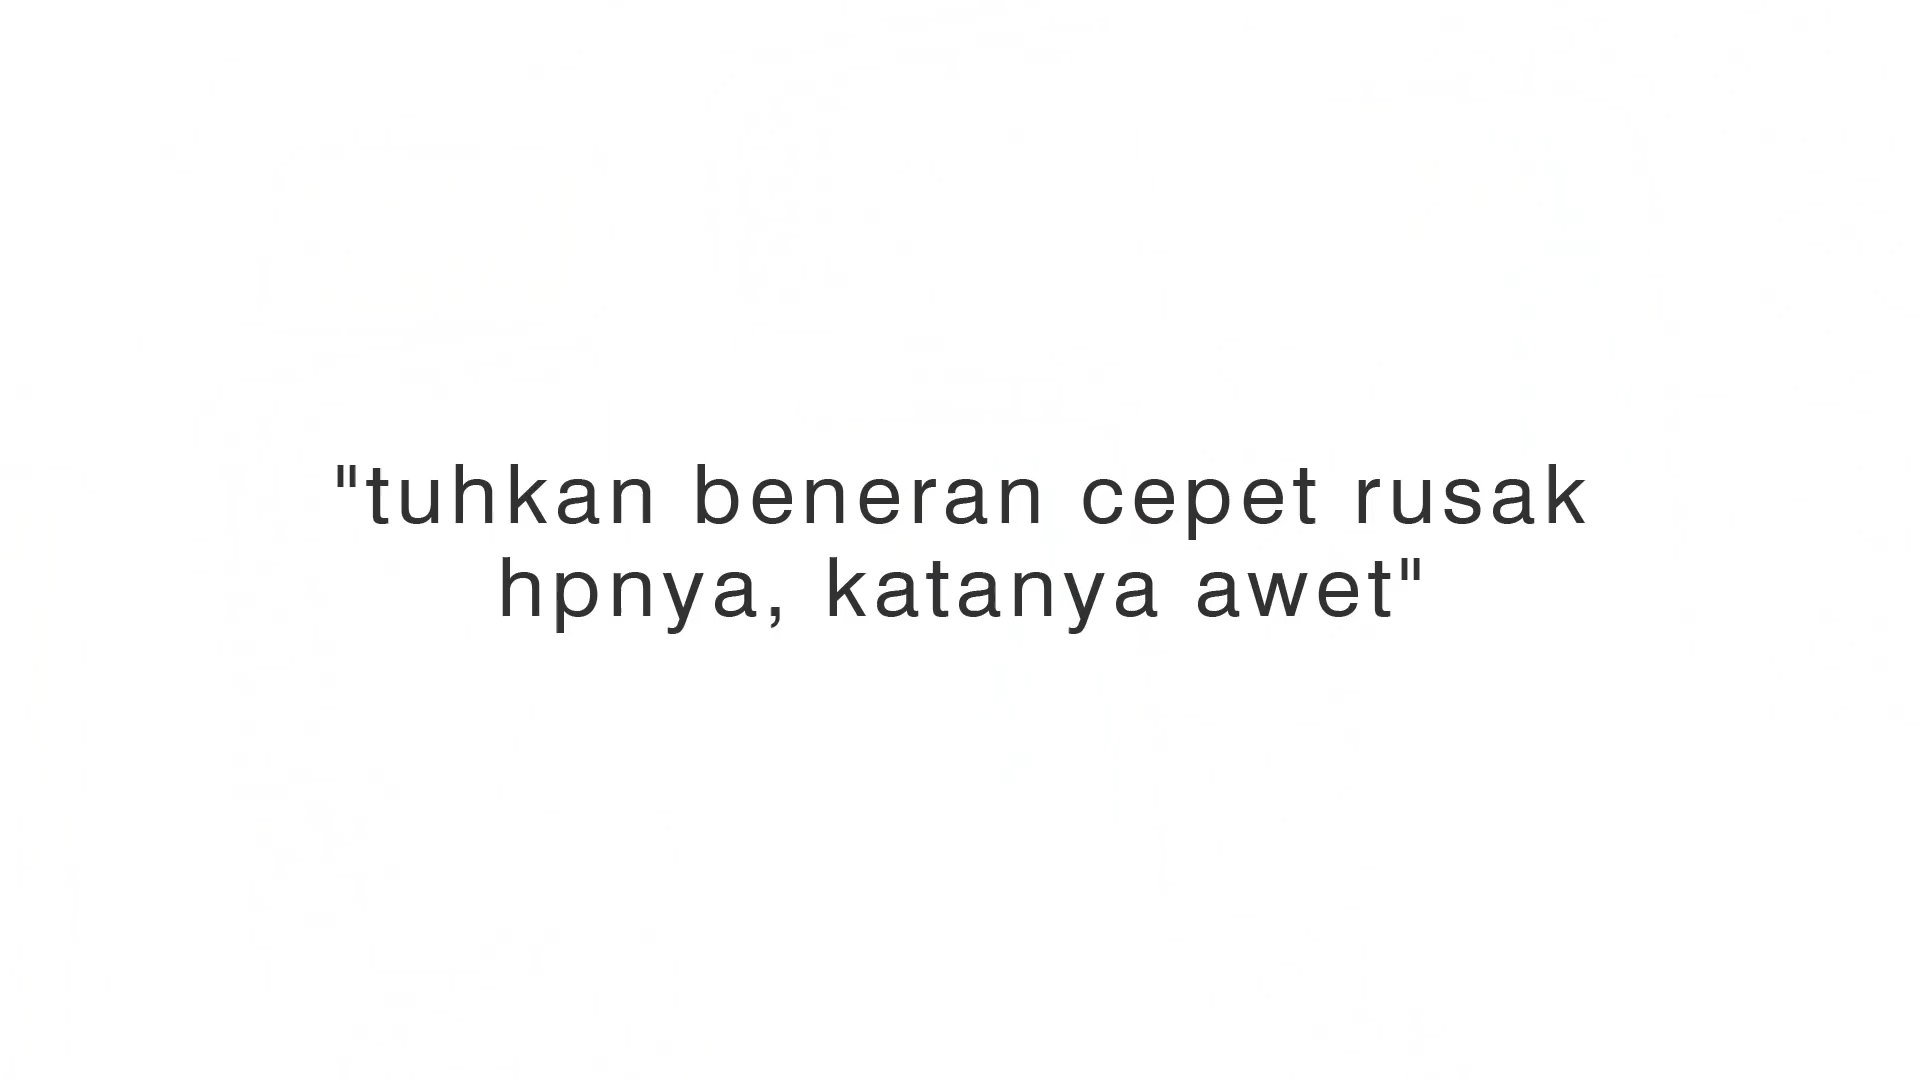 "tuhkan beneran cepet rusak
hpnya, katanya awet"